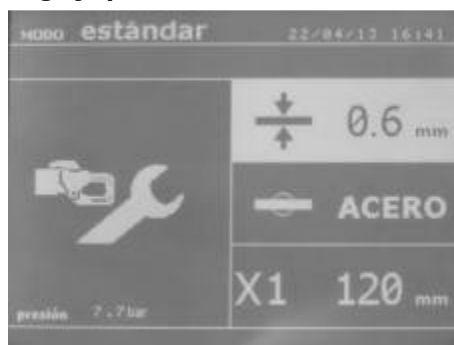 MODO estándar 22/04/13 16:41
0.6 mm
ACERO
X1 120 mm
presión 7.7bar